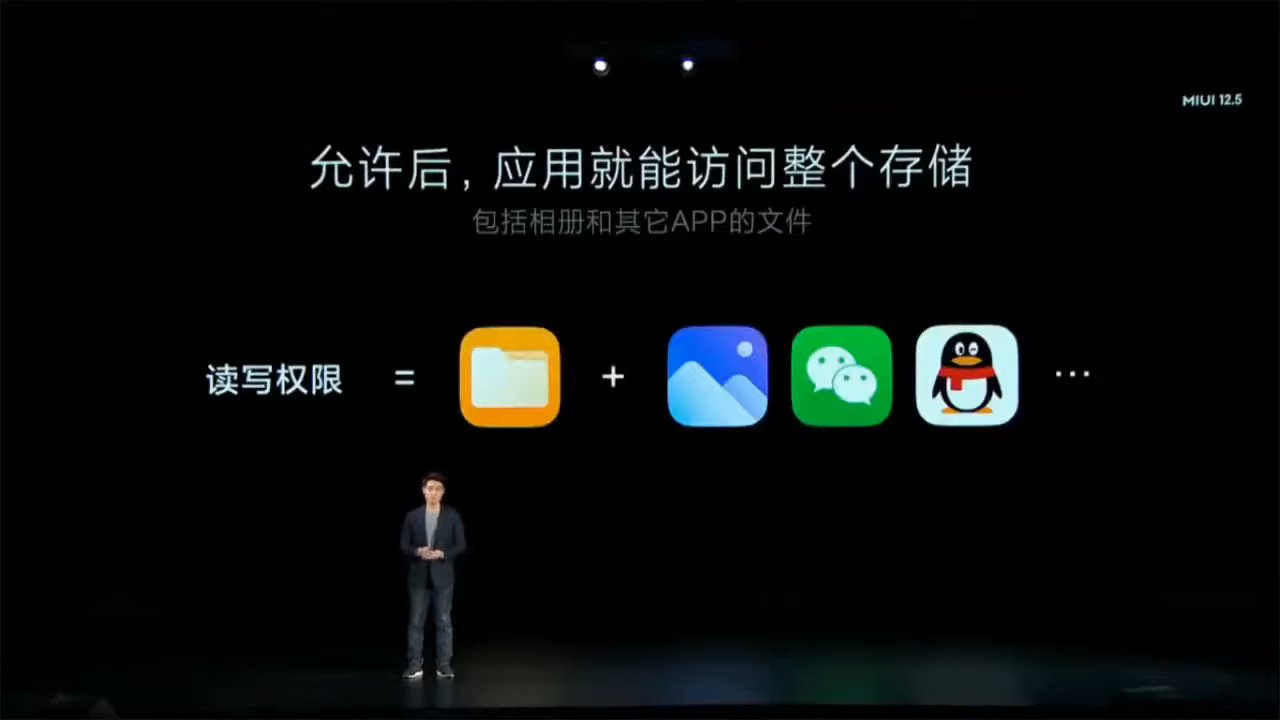 MIUI 12.5
允许后，应用就能访问整个存储
包括相册和其它APP的文件
读写权限 = + ···